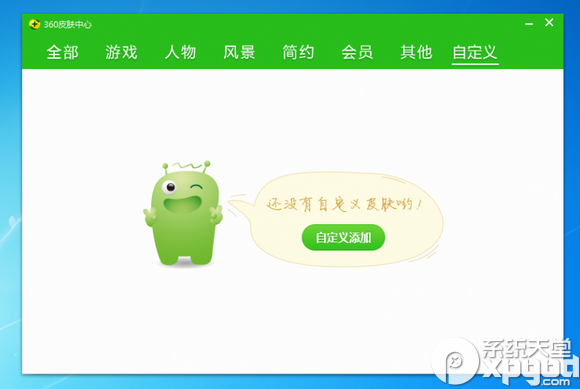 360皮肤中心
全部 游戏 人物 风景 简约 会员 其他 自定义
还没有自定义皮肤哟！
自定义添加
系统天堂